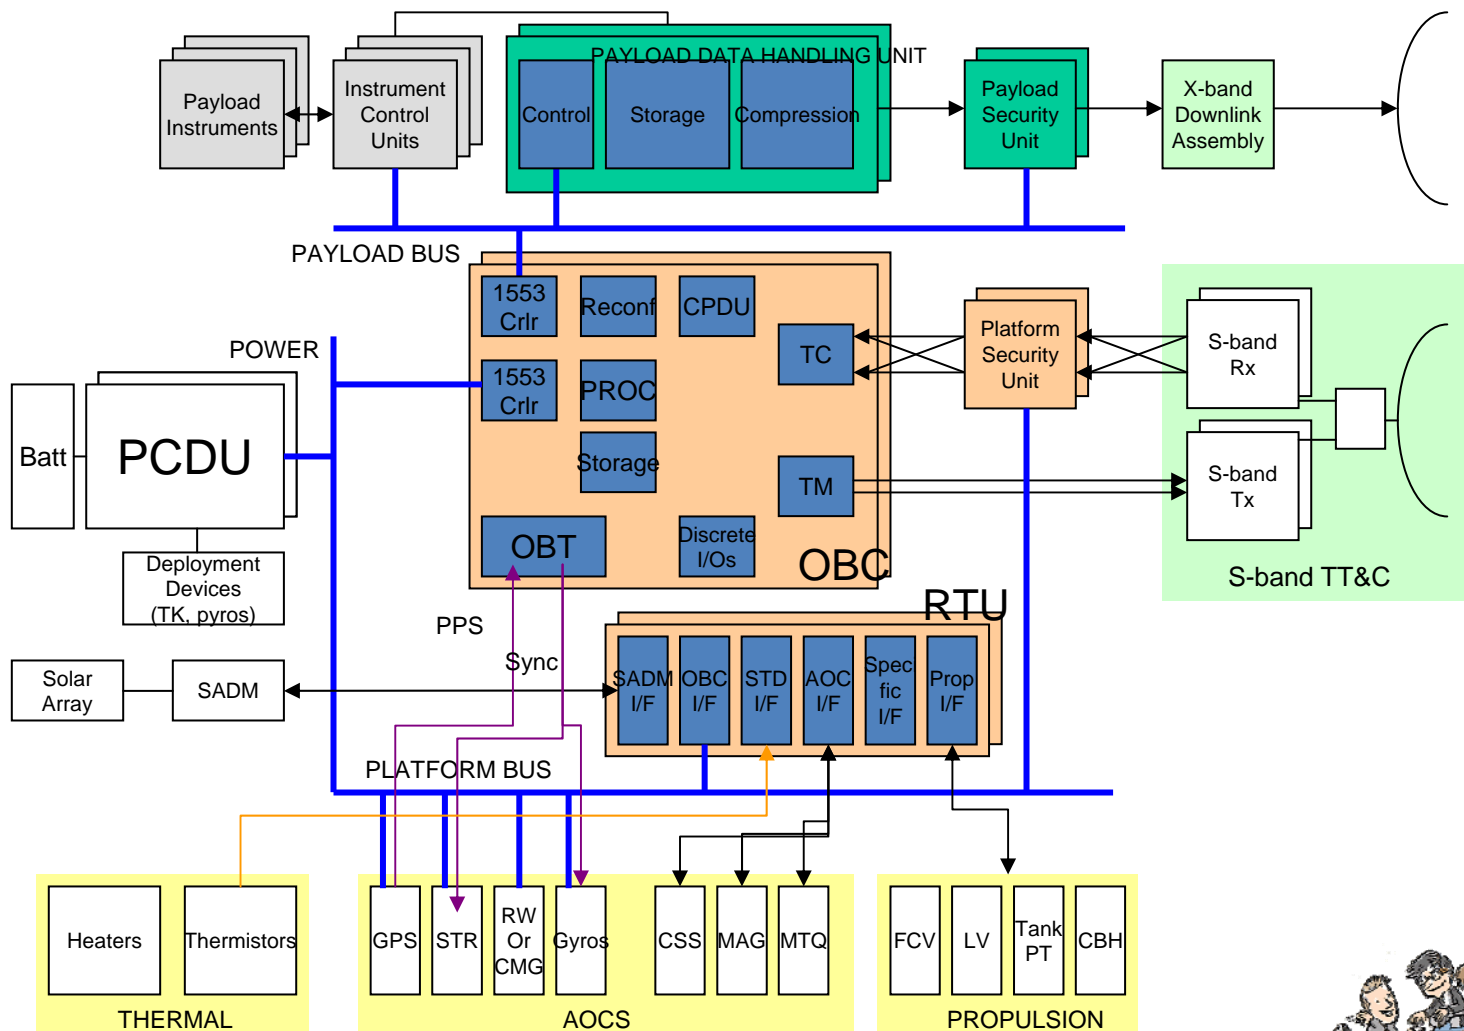 PAYLOAD DATA HANDLING UNIT
Payload
Instruments
Instrument
Control
Units
Control
Storage
Compression
Payload
Security
Unit
X-band
Downlink
Assembly
PAYLOAD BUS
1553
Crlr
Reconf
CPDU
TC
Platform
Security
Unit
S-band
Rx
POWER
1553
Crlr
PROC
Batt
PCDU
Storage
TM
S-band
Tx
OBT
Discrete
I/Os
OBC
S-band TT&C
Deployment
Devices
(TK, pyros)
RTU
PPS
Sync
Solar
Array
SADM
SADM
I/F
OBC
I/F
STD
I/F
AOC
I/F
Spec
fic
I/F
Prop
I/F
PLATFORM BUS
Heaters
Thermistors
GPS
STR
RW
Or
CMG
Gyros
CSS
MAG
MTQ
FCV
LV
Tank
PT
CBH
THERMAL
AOCS
PROPULSION